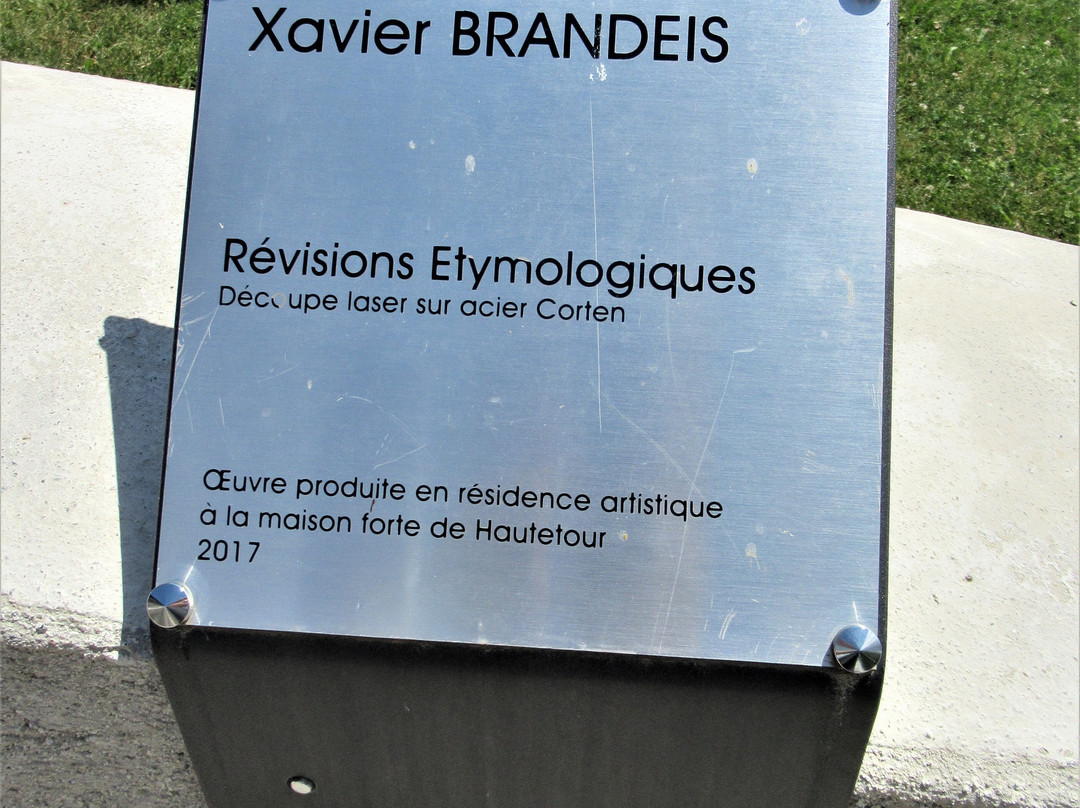 Xavier BRANDEIS
Révisions Etymologiques
Découpe laser sur acier Corten
Œuvre produite en résidence artistique
à la maison forte de Hautetour
2017